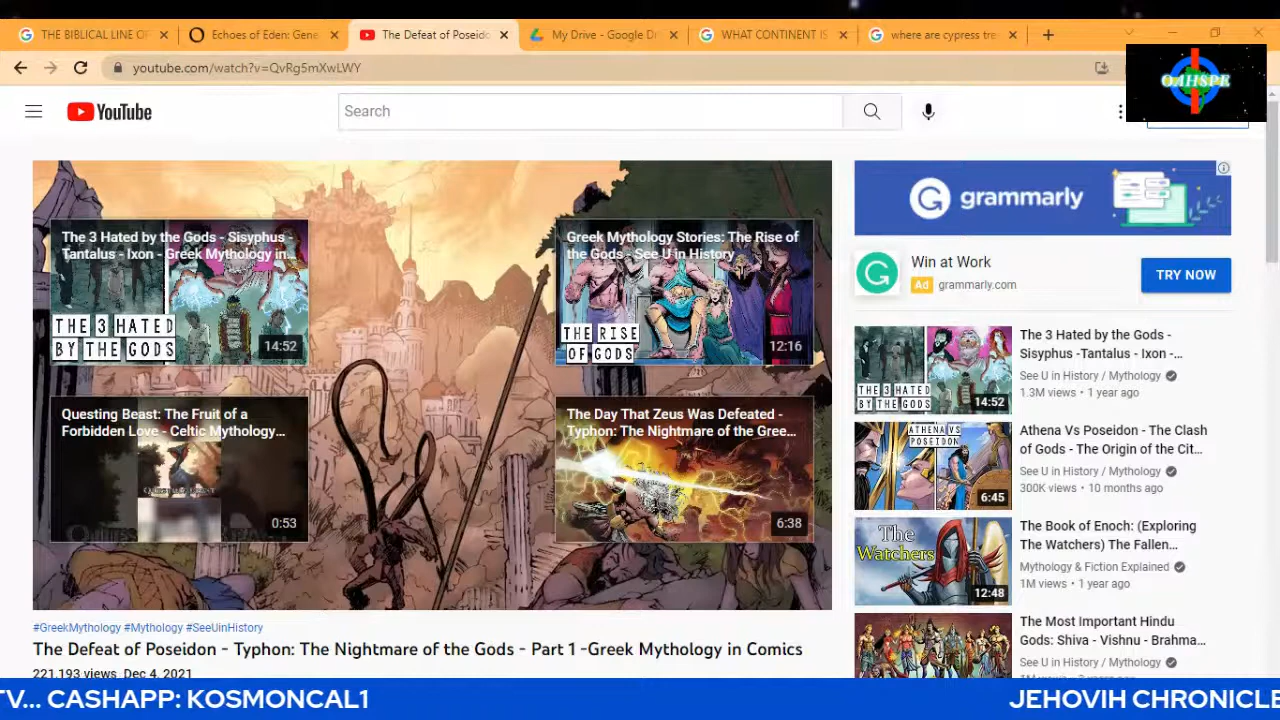 THE BIBLICAL LINE OF
Echoes of Eden: Gene
The Defeat of Poseido
My Drive - Google Dr
WHAT CONTINENT IS
where are cypress tre
youtube.com/watch?v=QvRg5mXwLWY
OAHSPE
YouTube
Search
The 3 Hated by the Gods - Sisyphus -
Tantalus - Ixon - Greek Mythology in...
THE 3 HATED
BY THE GODS
14:52
Greek Mythology Stories: The Rise of
the Gods - See U in History
THE RISE
OF GODS
12:16
Questing Beast: The Fruit of a
Forbidden Love - Celtic Mythology...
0:53
The Day That Zeus Was Defeated -
Typhon: The Nightmare of the Gree...
6:38
#GreekMythology #Mythology #SeeUinHistory
The Defeat of Poseidon - Typhon: The Nightmare of the Gods - Part 1 -Greek Mythology in Comics
221,193 views Dec 4, 2021
grammarly
Win at Work
Ad grammarly.com
TRY NOW
The 3 Hated by the Gods -
Sisyphus -Tantalus - Ixon -...
See U in History / Mythology
1.3M views • 1 year ago
THE 3 HATED
BY THE GODS
14:52
Athena Vs Poseidon - The Clash
of Gods - The Origin of the Cit...
See U in History / Mythology
300K views • 10 months ago
ATHENA VS
POSEIDON
6:45
The Book of Enoch: (Exploring
The Watchers) The Fallen...
Mythology & Fiction Explained
1M views • 1 year ago
The
Watchers
12:48
The Most Important Hindu
Gods: Shiva - Vishnu - Brahma...
See U in History / Mythology
TV... CASHAPP: KOSMONCAL1
JEHOVIH CHRONICLE